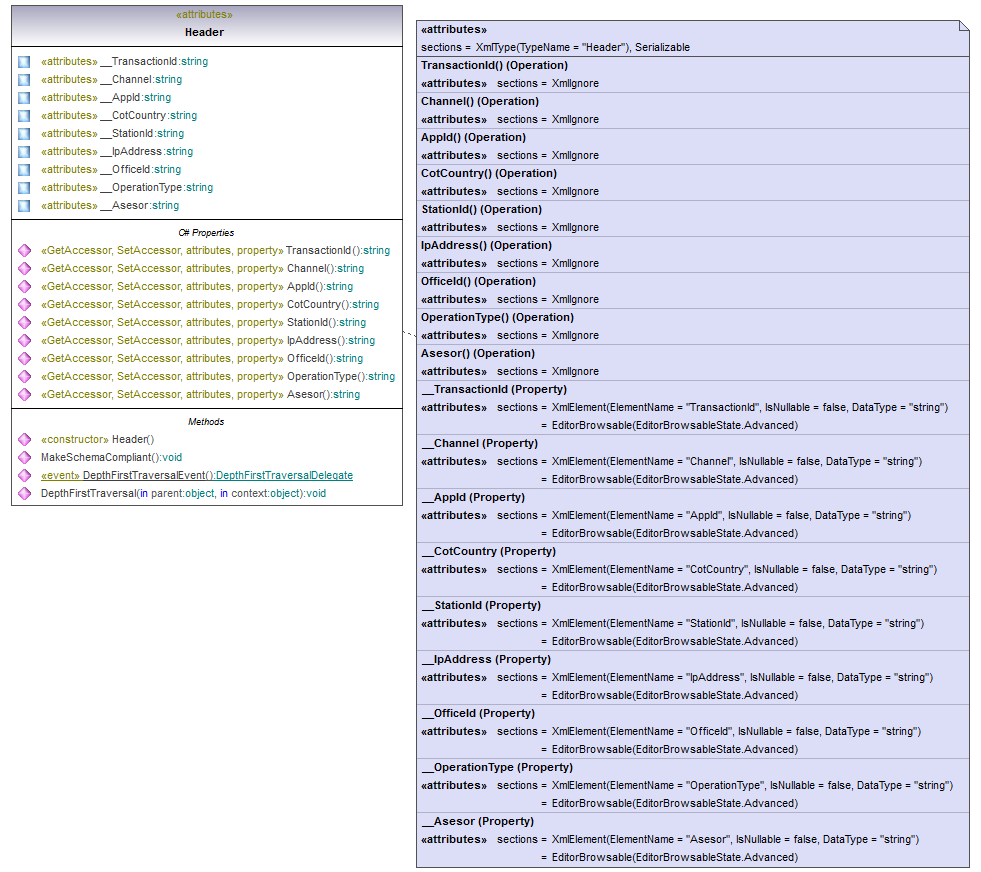 «attributes»
Header
«attributes» __TransactionId:string
«attributes» __Channel:string
«attributes» __AppId:string
«attributes» __CotCountry:string
«attributes» __StationId:string
«attributes» __IpAddress:string
«attributes» __OfficeId:string
«attributes» __OperationType:string
«attributes» __Asesor:string
C# Properties
«GetAccessor, SetAccessor, attributes, property» TransactionId():string
«GetAccessor, SetAccessor, attributes, property» Channel():string
«GetAccessor, SetAccessor, attributes, property» AppId():string
«GetAccessor, SetAccessor, attributes, property» CotCountry():string
«GetAccessor, SetAccessor, attributes, property» StationId():string
«GetAccessor, SetAccessor, attributes, property» IpAddress():string
«GetAccessor, SetAccessor, attributes, property» OfficeId():string
«GetAccessor, SetAccessor, attributes, property» OperationType():string
«GetAccessor, SetAccessor, attributes, property» Asesor():string
Methods
«constructor» Header()
MakeSchemaCompliant():void
«event» DepthFirstTraversalEvent():DepthFirstTraversalDelegate
DepthFirstTraversal(in parent:object, in context:object):void
«attributes»
sections = XmlType(TypeName = "Header"), Serializable
TransactionId() (Operation)
«attributes» sections = XmlIgnore
Channel() (Operation)
«attributes» sections = XmlIgnore
AppId() (Operation)
«attributes» sections = XmlIgnore
CotCountry() (Operation)
«attributes» sections = XmlIgnore
StationId() (Operation)
«attributes» sections = XmlIgnore
IpAddress() (Operation)
«attributes» sections = XmlIgnore
OfficeId() (Operation)
«attributes» sections = XmlIgnore
OperationType() (Operation)
«attributes» sections = XmlIgnore
Asesor() (Operation)
«attributes» sections = XmlIgnore
__TransactionId (Property)
«attributes» sections = XmlElement(ElementName = "TransactionId", IsNullable = false, DataType = "string")
= EditorBrowsable(EditorBrowsableState.Advanced)
__Channel (Property)
«attributes» sections = XmlElement(ElementName = "Channel", IsNullable = false, DataType = "string")
= EditorBrowsable(EditorBrowsableState.Advanced)
__AppId (Property)
«attributes» sections = XmlElement(ElementName = "AppId", IsNullable = false, DataType = "string")
= EditorBrowsable(EditorBrowsableState.Advanced)
__CotCountry (Property)
«attributes» sections = XmlElement(ElementName = "CotCountry", IsNullable = false, DataType = "string")
= EditorBrowsable(EditorBrowsableState.Advanced)
__StationId (Property)
«attributes» sections = XmlElement(ElementName = "StationId", IsNullable = false, DataType = "string")
= EditorBrowsable(EditorBrowsableState.Advanced)
__IpAddress (Property)
«attributes» sections = XmlElement(ElementName = "IpAddress", IsNullable = false, DataType = "string")
= EditorBrowsable(EditorBrowsableState.Advanced)
__OfficeId (Property)
«attributes» sections = XmlElement(ElementName = "OfficeId", IsNullable = false, DataType = "string")
= EditorBrowsable(EditorBrowsableState.Advanced)
__OperationType (Property)
«attributes» sections = XmlElement(ElementName = "OperationType", IsNullable = false, DataType = "string")
= EditorBrowsable(EditorBrowsableState.Advanced)
__Asesor (Property)
«attributes» sections = XmlElement(ElementName = "Asesor", IsNullable = false, DataType = "string")
= EditorBrowsable(EditorBrowsableState.Advanced)